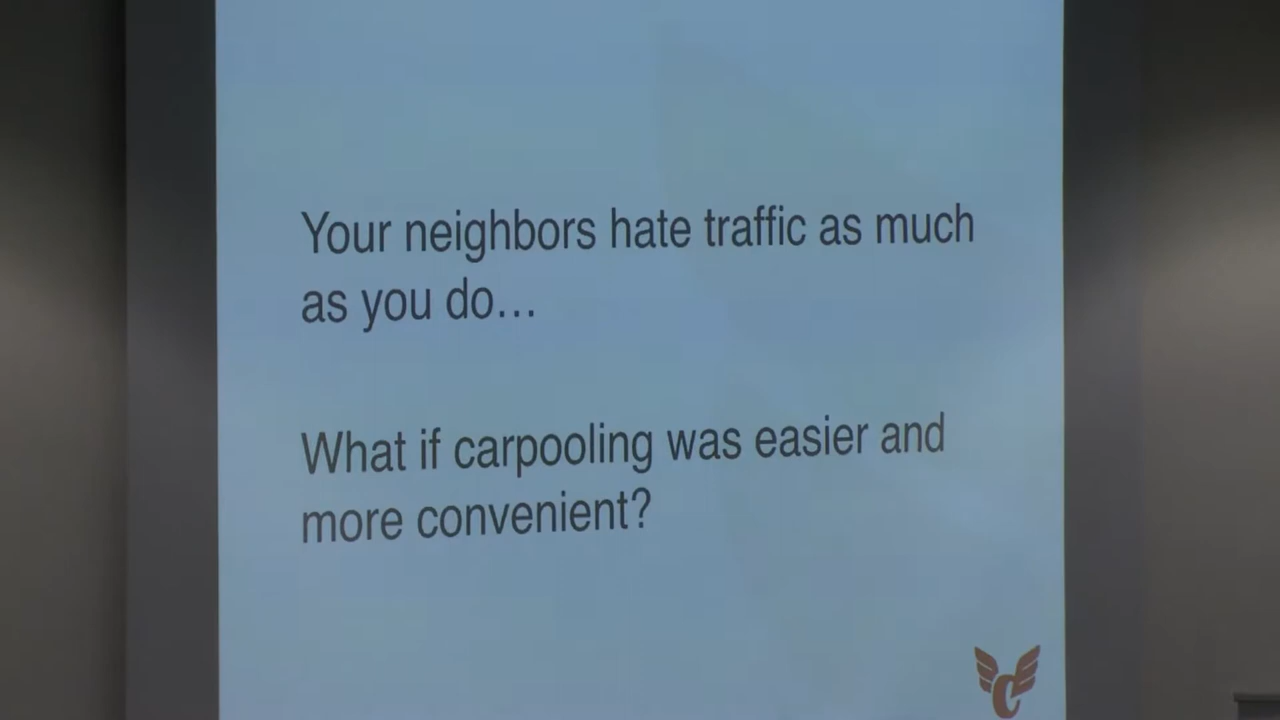 Your neighbors hate traffic as much
as you do...
What if carpooling was easier and
more convenient?
C